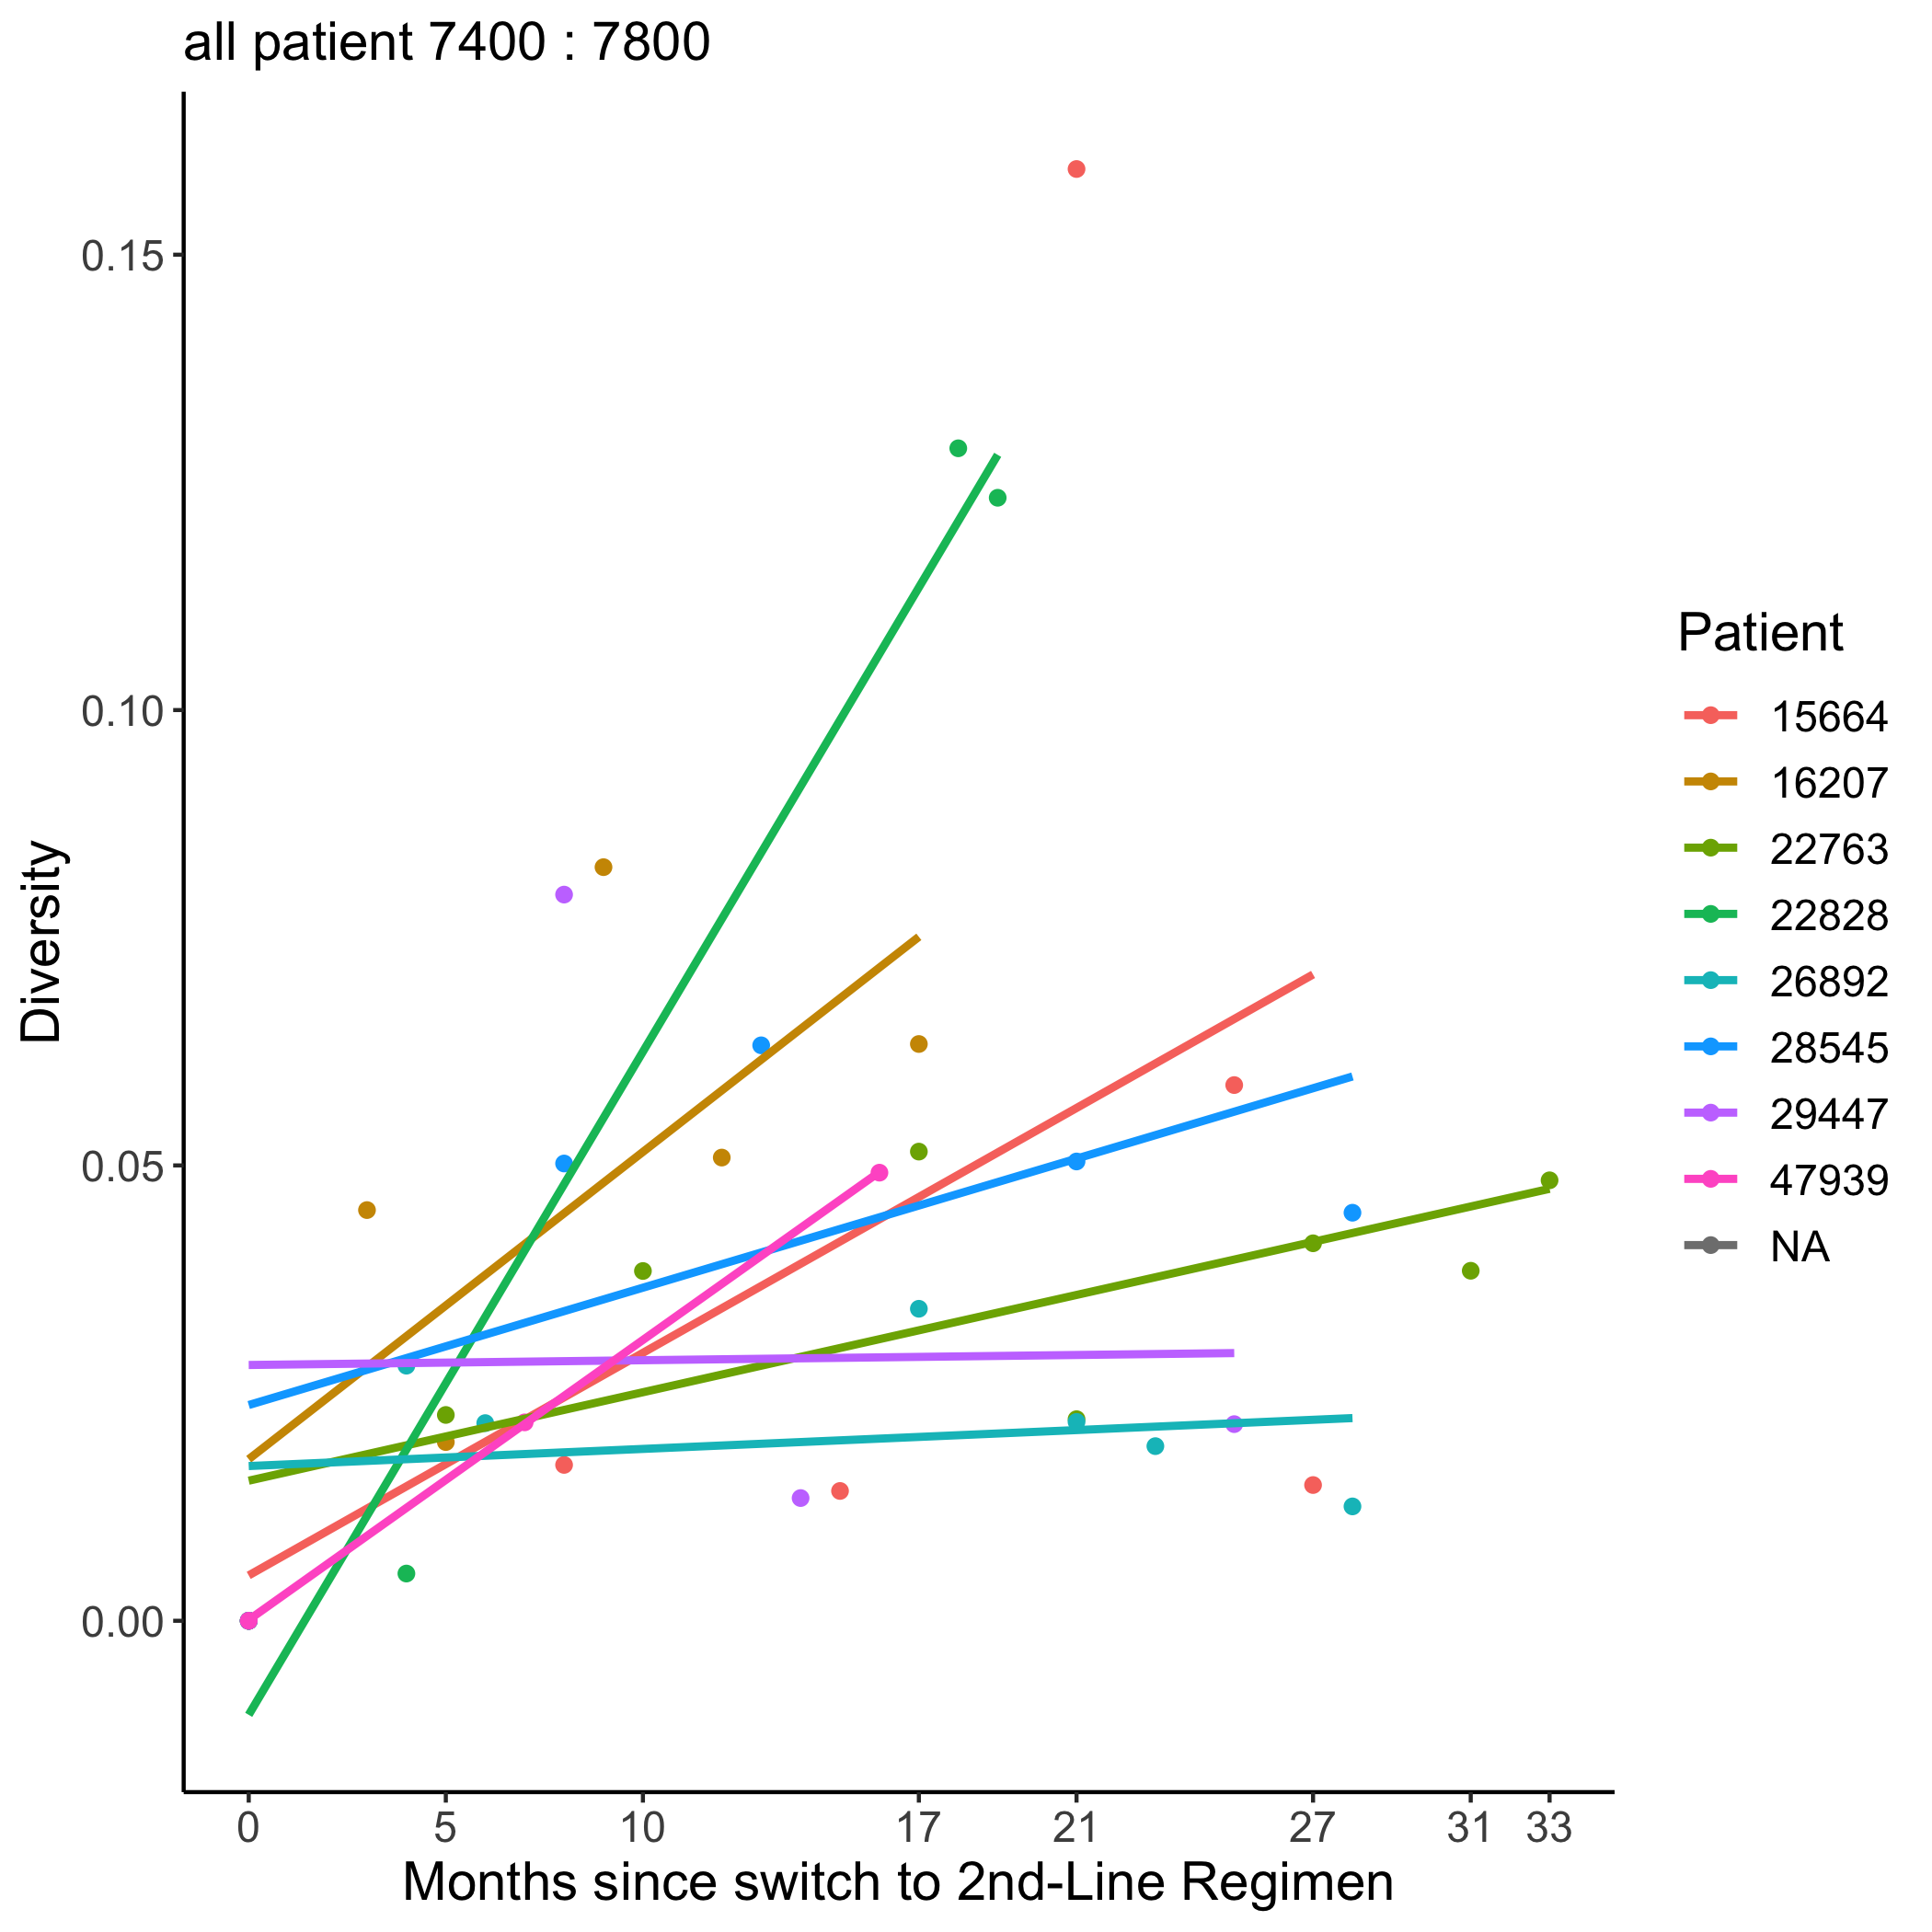 all patient 7400 : 7800
Diversity
0.15
0.10
0.05
0.00
0 5 10 17 21 27 31 33
Months since switch to 2nd-Line Regimen
Patient
15664
16207
22763
22828
26892
28545
29447
47939
NA